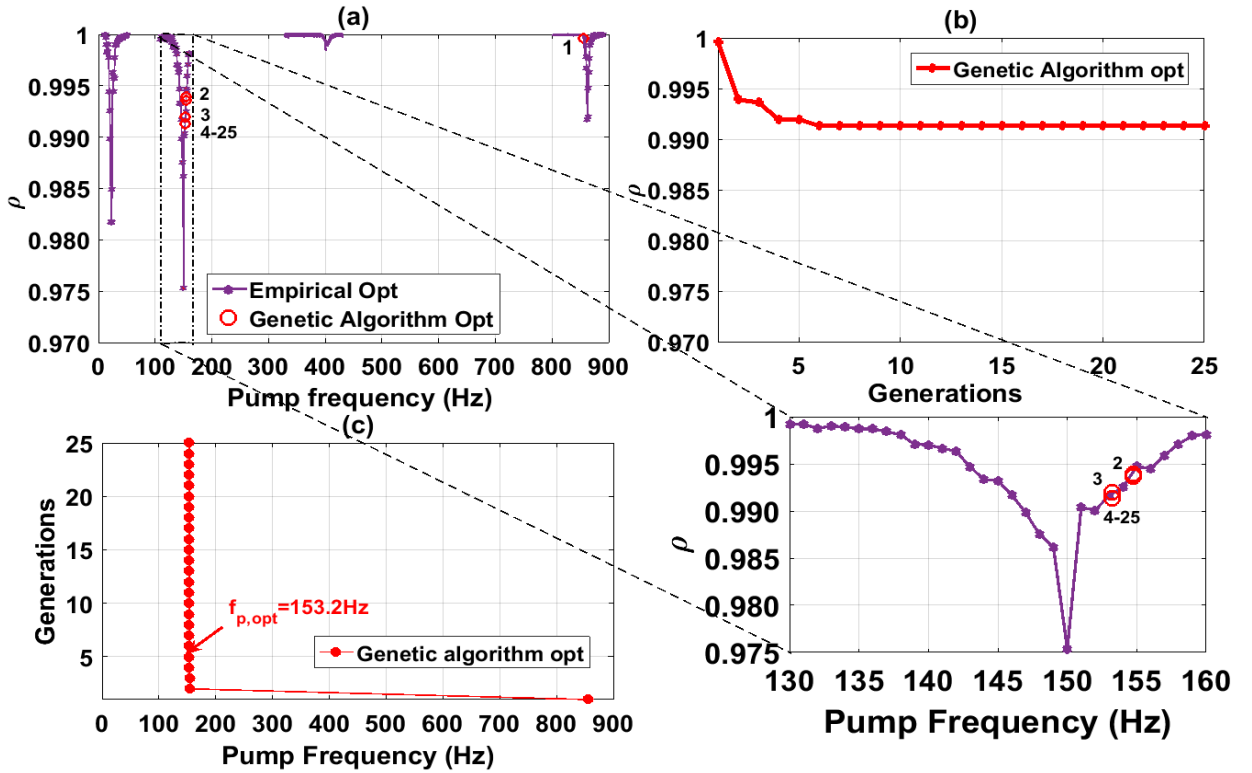 (a)
1
0.995
0.990
0.985
0.980
0.975
0.970
ρ
1
2
3
4-25
Empirical Opt
Genetic Algorithm Opt
0 100 200 300 400 500 600 700 800 900
Pump frequency (Hz)
(b)
1
0.995
0.990
0.985
0.980
0.975
0.970
ρ
Genetic Algorithm opt
5 10 15 20 25
Generations
(c)
25
20
15
10
5
Generations
f_p,opt=153.2Hz
Genetic algorithm opt
0 100 200 300 400 500 600 700 800 900
Pump Frequency (Hz)
1
0.995
0.990
0.985
0.980
0.975
ρ
2
3
4-25
130 135 140 145 150 155 160
Pump Frequency (Hz)